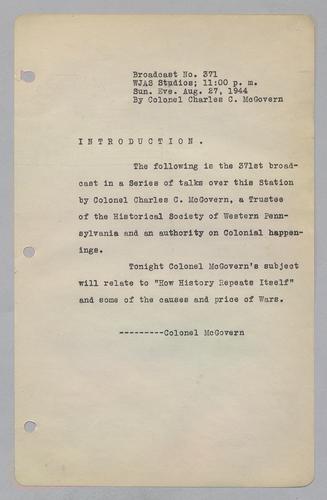 Broadcast No. 371
WJAS Studios; 11:00 p. m.
Sun. Eve. Aug. 27, 1944
By Colonel Charles C. McGovern
I N T R O D U C T I O N .
The following is the 371st broad-
cast in a Series of talks over this Station
by Colonel Charles C. McGovern, a Trustee
of the Historical Society of Western Penn-
sylvania and an authority on Colonial happen-
ings.
Tonight Colonel McGovern's subject
will relate to "How History Repeats Itself"
and some of the causes and price of Wars.
---------Colonel McGovern